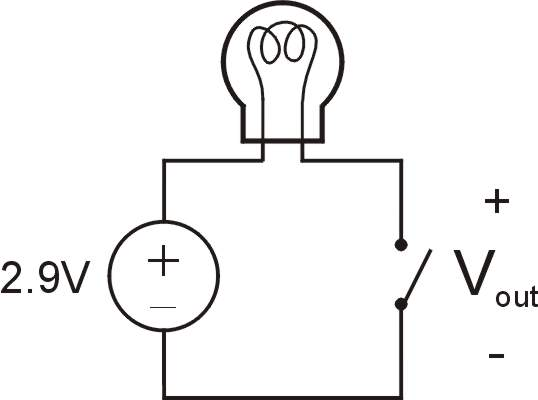 +
2.9V
+
_
V out
-